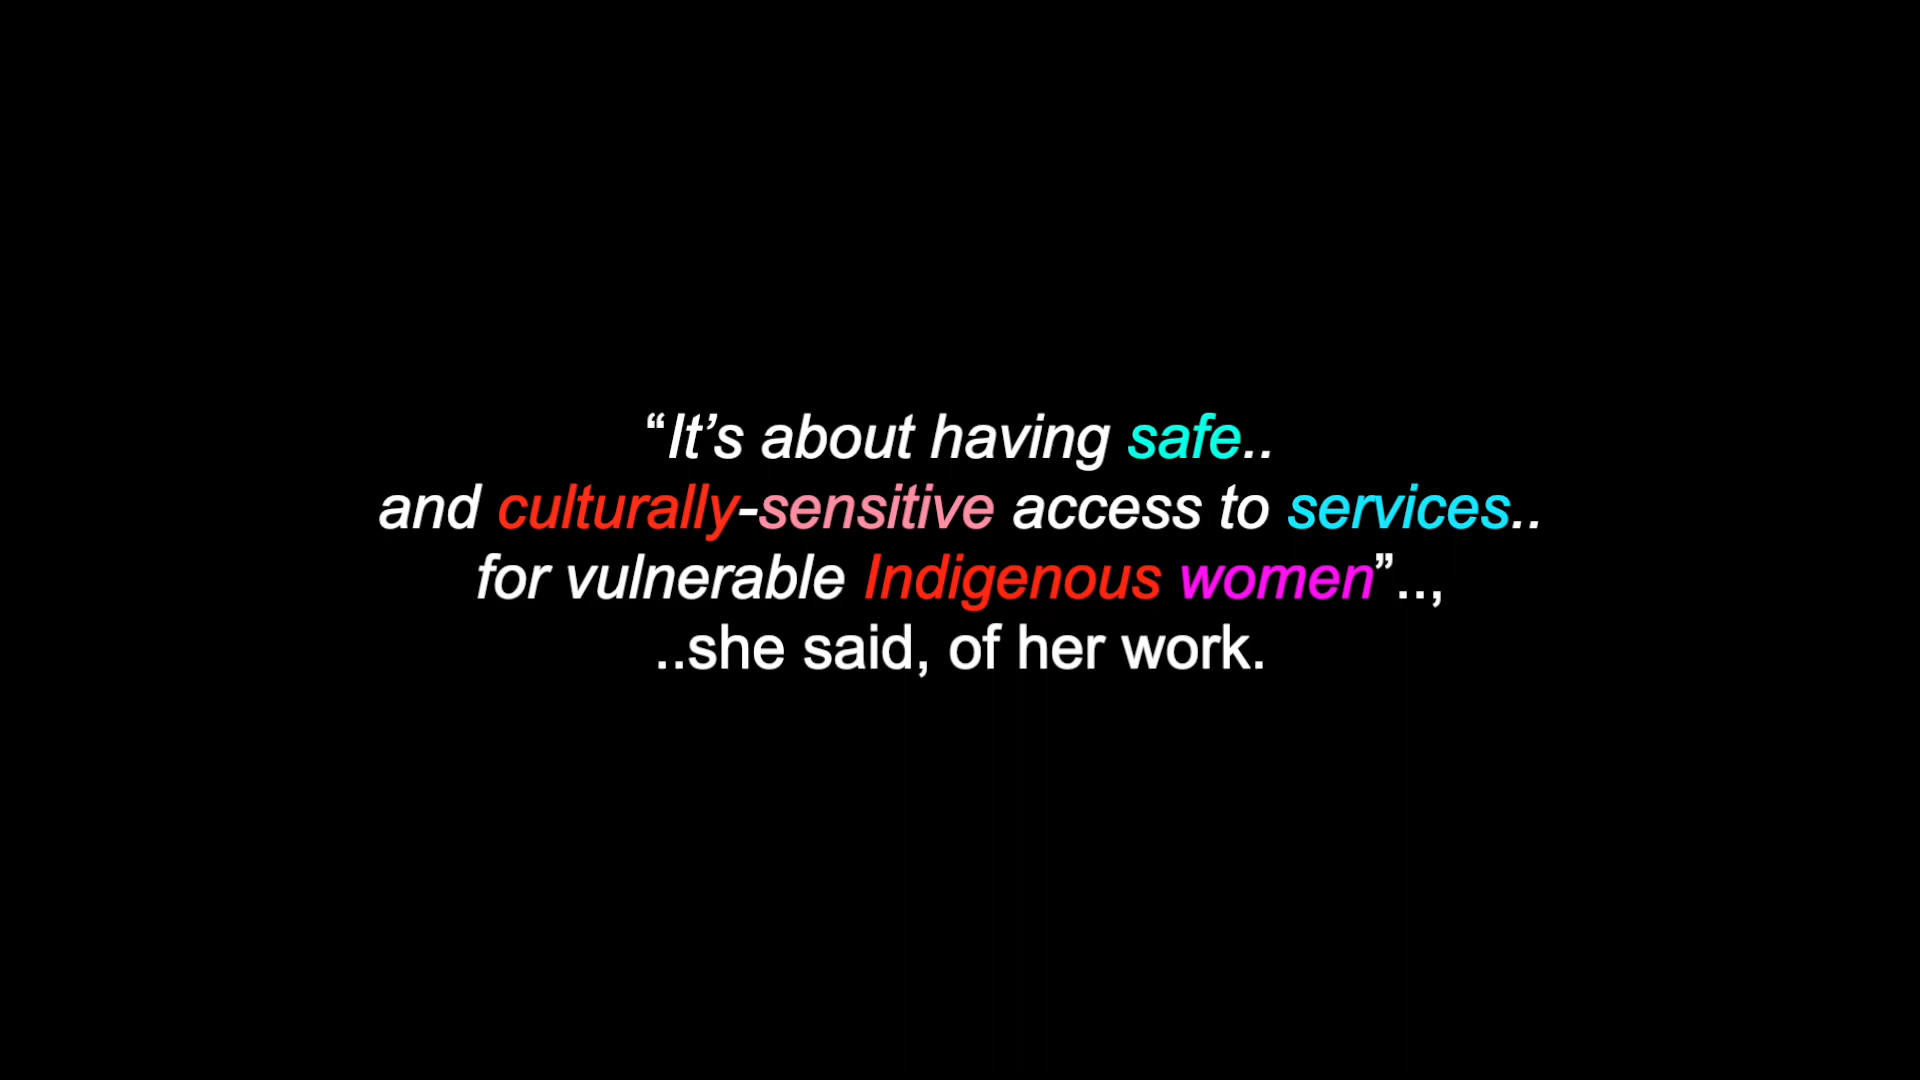 “It’s about having safe..
and culturally-sensitive access to services..
for vulnerable Indigenous women”..,
..she said, of her work.